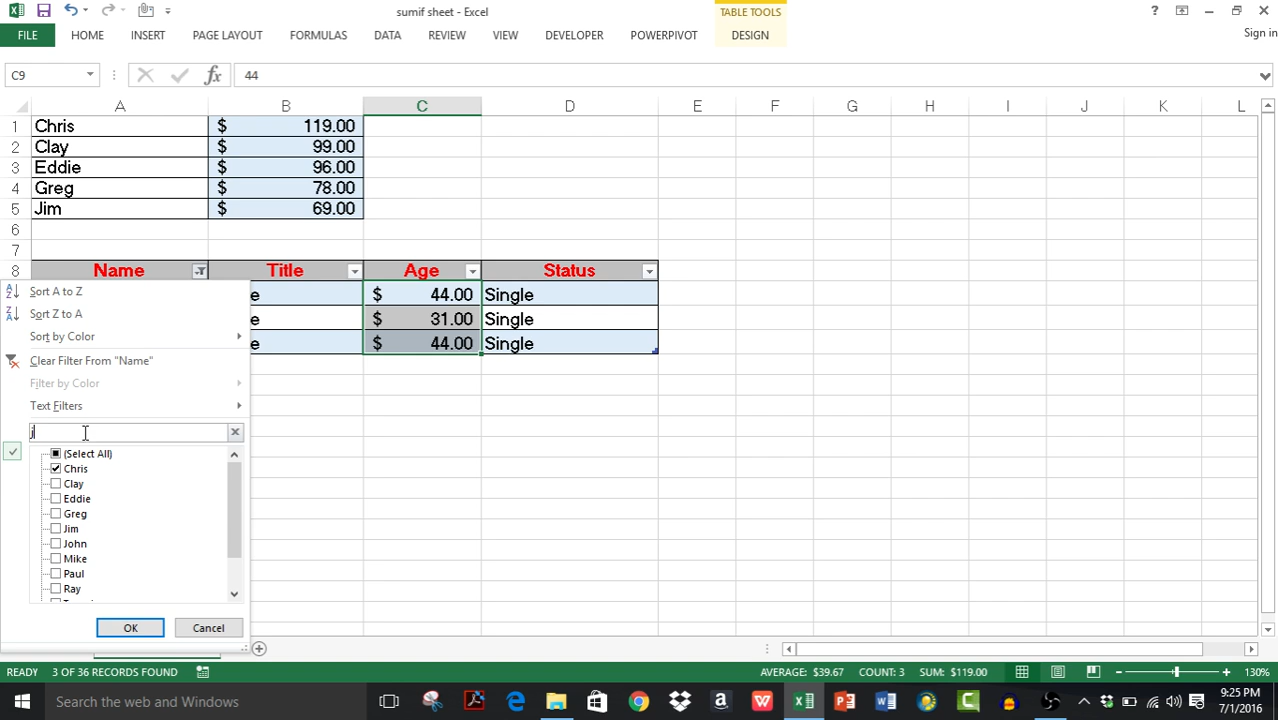 sumif sheet - Excel
TABLE TOOLS
?
FILE HOME INSERT PAGE LAYOUT FORMULAS DATA REVIEW VIEW DEVELOPER POWERPIVOT DESIGN Sign in
C9 fx 44
A B C D E F G H I J K L
1 Chris $ 119.00
2 Clay $ 99.00
3 Eddie $ 96.00
4 Greg $ 78.00
5 Jim $ 69.00
6
7
8 Name Title Age Status
e $ 44.00 Single
e $ 31.00 Single
e $ 44.00 Single
Sort A to Z
Sort Z to A
Sort by Color
Clear Filter From "Name"
Filter by Color
Text Filters
j
(Select All)
Chris
Clay
Eddie
Greg
Jim
John
Mike
Paul
Ray
OK Cancel
READY 3 OF 36 RECORDS FOUND AVERAGE: $39.67 COUNT: 3 SUM: $119.00 130%
Search the web and Windows
9:25 PM
7/1/2016